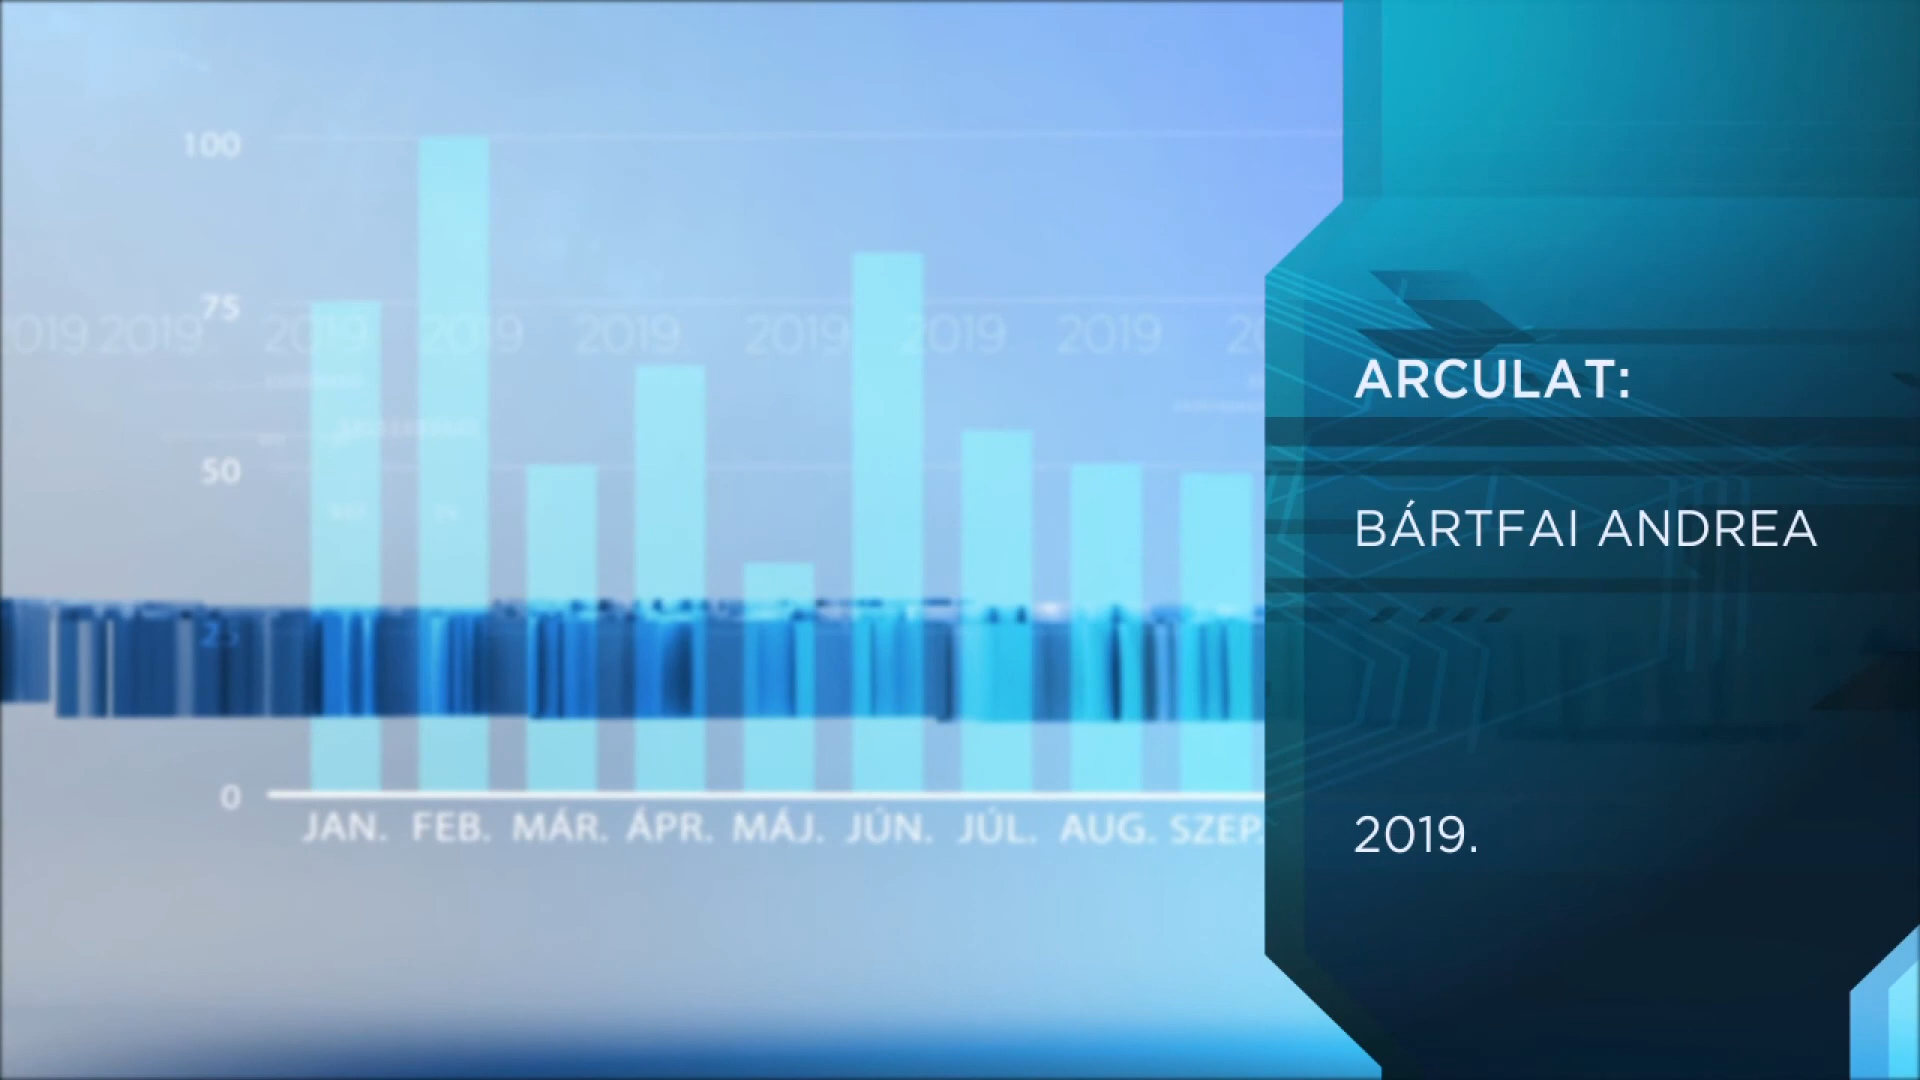 100
75
2019. 2019. 2019. 2019. 2019. 2019. 2019. 2019.
50
25
0
JAN. FEB. MÁR. ÁPR. MÁJ. JÚN. JÚL. AUG. SZEP.
ARCULAT:
BÁRTFAI ANDREA
2019.